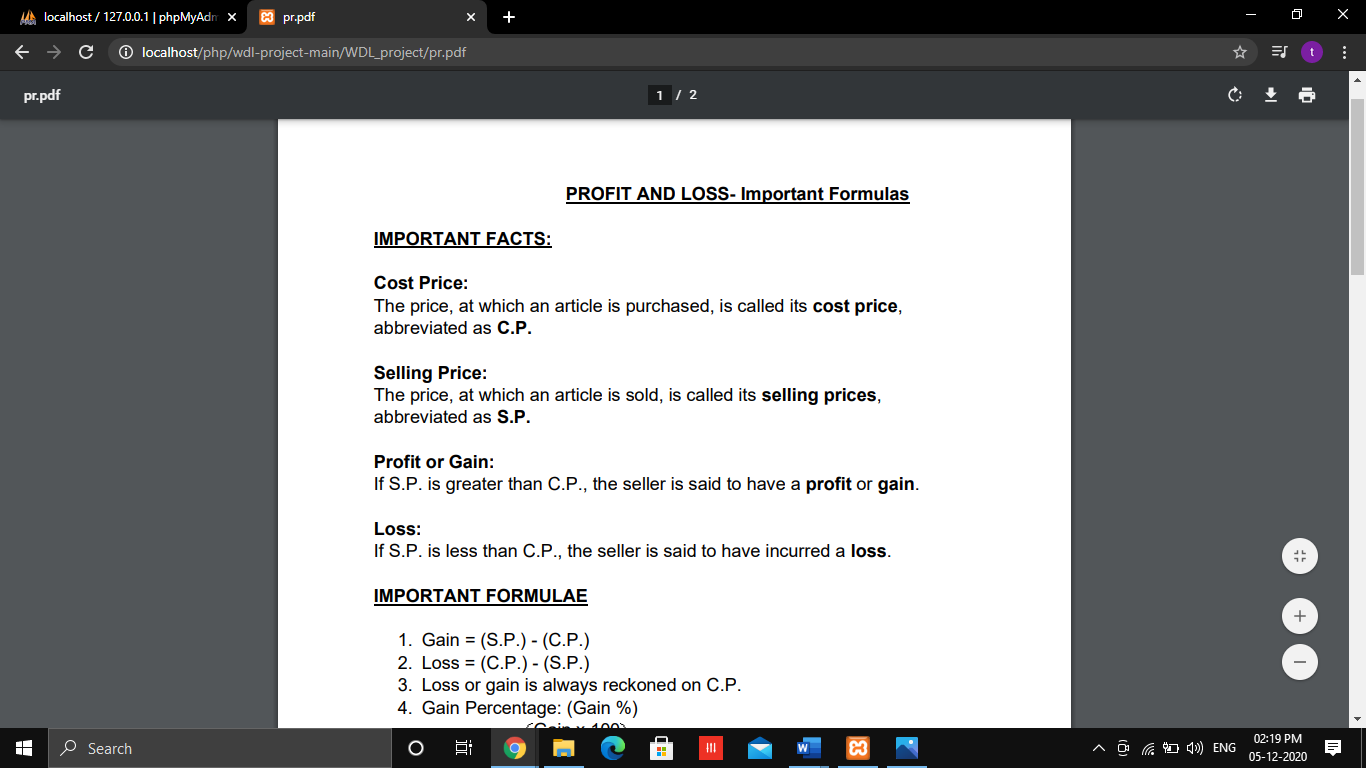 localhost / 127.0.0.1 | phpMyAdm
pr.pdf
localhost/php/wdl-project-main/WDL_project/pr.pdf
t
pr.pdf
1 / 2
PROFIT AND LOSS- Important Formulas
IMPORTANT FACTS:
Cost Price:
The price, at which an article is purchased, is called its cost price,
abbreviated as C.P.
Selling Price:
The price, at which an article is sold, is called its selling prices,
abbreviated as S.P.
Profit or Gain:
If S.P. is greater than C.P., the seller is said to have a profit or gain.
Loss:
If S.P. is less than C.P., the seller is said to have incurred a loss.
IMPORTANT FORMULAE
1. Gain = (S.P.) - (C.P.)
2. Loss = (C.P.) - (S.P.)
3. Loss or gain is always reckoned on C.P.
4. Gain Percentage: (Gain %)
(Gain x 100)
Search
ENG
02:19 PM
05-12-2020